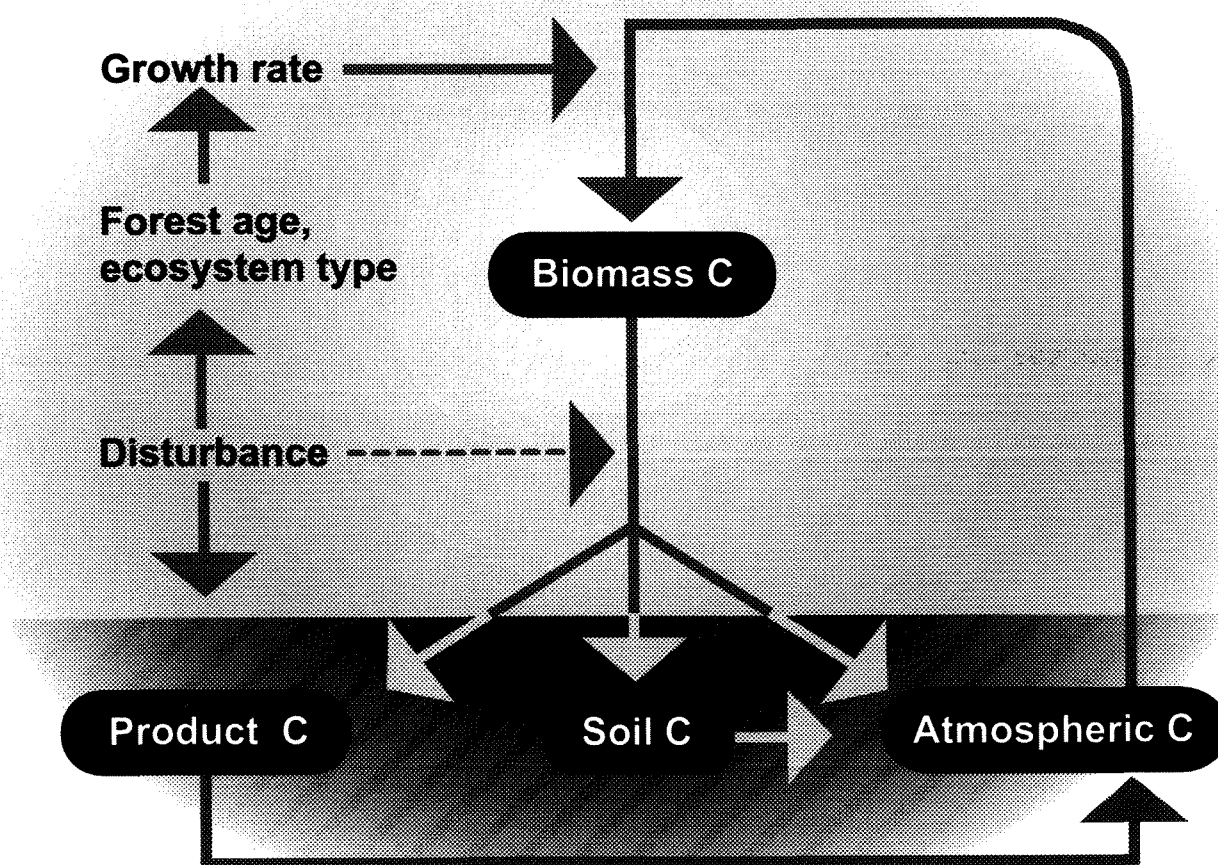 Growth rate
Forest age,
ecosystem type
Biomass C
Disturbance
Product C
Soil C
Atmospheric C